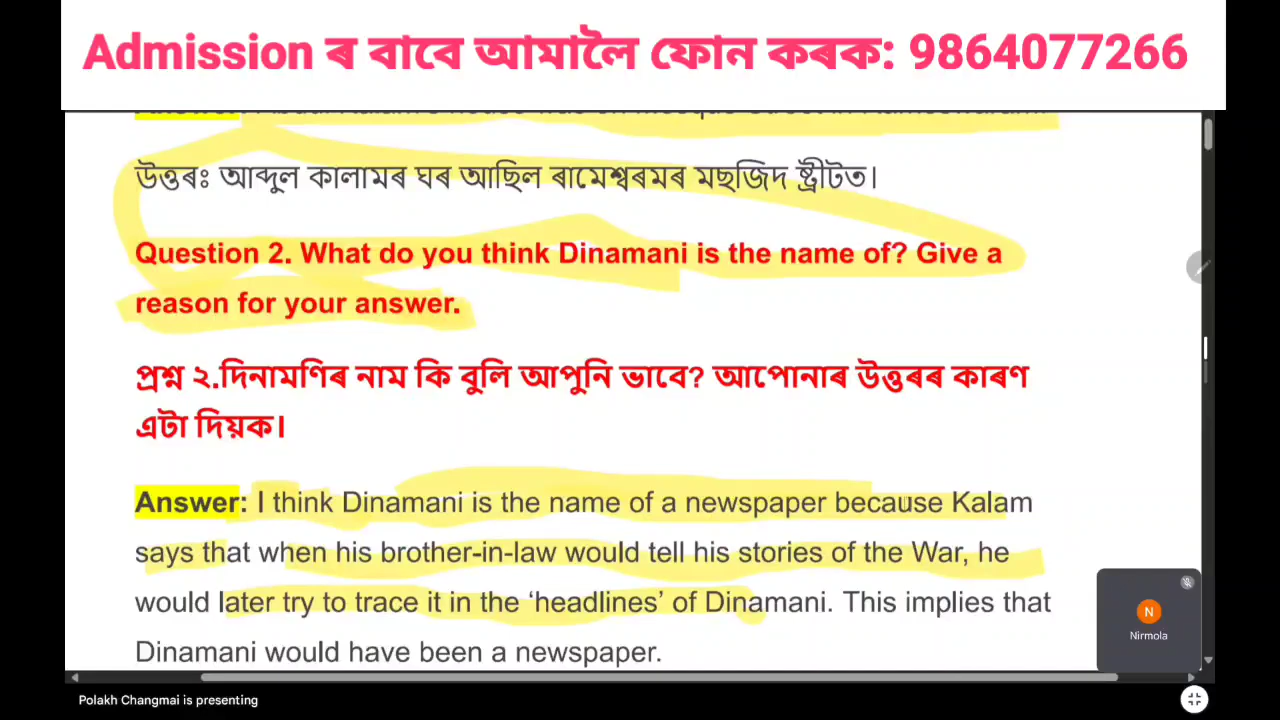 Admission ৰ বাবে আমালৈ ফোন কৰক: 9864077266
উত্তৰঃ আব্দুল কালামৰ ঘৰ আছিল ৰামেশ্বৰমৰ মছজিদ ষ্ট্ৰীটত।
Question 2. What do you think Dinamani is the name of? Give a
reason for your answer.
প্ৰশ্ন ২.দিনামণিৰ নাম কি বুলি আপুনি ভাবে? আপোনাৰ উত্তৰৰ কাৰণ
এটা দিয়ক।
Answer: I think Dinamani is the name of a newspaper because Kalam
says that when his brother-in-law would tell his stories of the War, he
would later try to trace it in the ‘headlines’ of Dinamani. This implies that
Dinamani would have been a newspaper.
N
Nirmola
Polakh Changmai is presenting